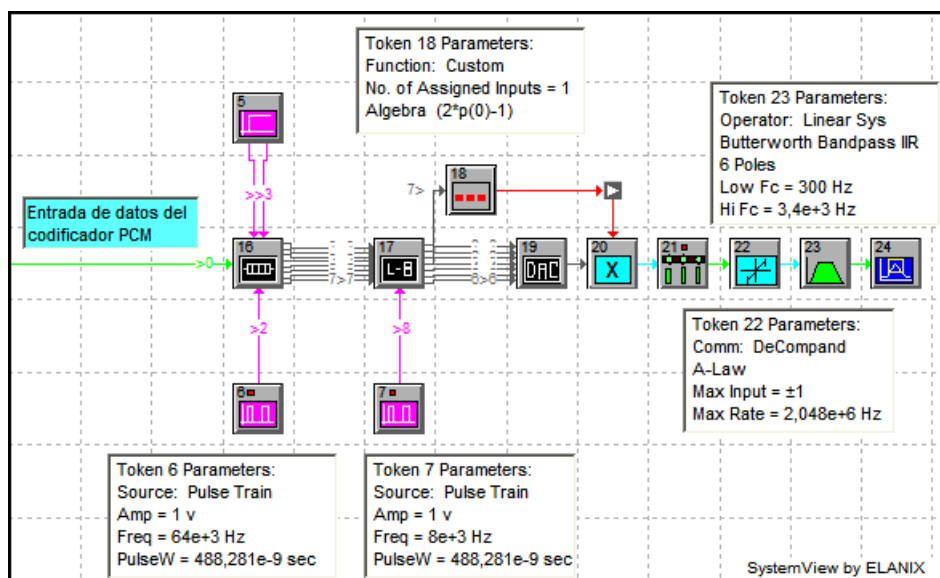 Token 18 Parameters:
Function:  Custom
No. of Assigned Inputs = 1
Algebra  (2*p(0)-1)
Token 23 Parameters:
Operator:  Linear Sys
Butterworth Bandpass IIR
6 Poles
Low Fc = 300 Hz
Hi Fc = 3,4e+3 Hz
5
>>3
7>
18
Entrada de datos del
codificador PCM
>0
16
7>7
17
L-B
6>6
19
DAC
20
X
21
22
23
24
>2
>8
Token 22 Parameters:
Comm:  DeCompand
A-Law
Max Input = ±1
Max Rate = 2,048e+6 Hz
6
7
Token 6 Parameters:
Source:  Pulse Train
Amp = 1 v
Freq = 64e+3 Hz
PulseW = 488,281e-9 sec
Token 7 Parameters:
Source:  Pulse Train
Amp = 1 v
Freq = 8e+3 Hz
PulseW = 488,281e-9 sec
SystemView by ELANIX